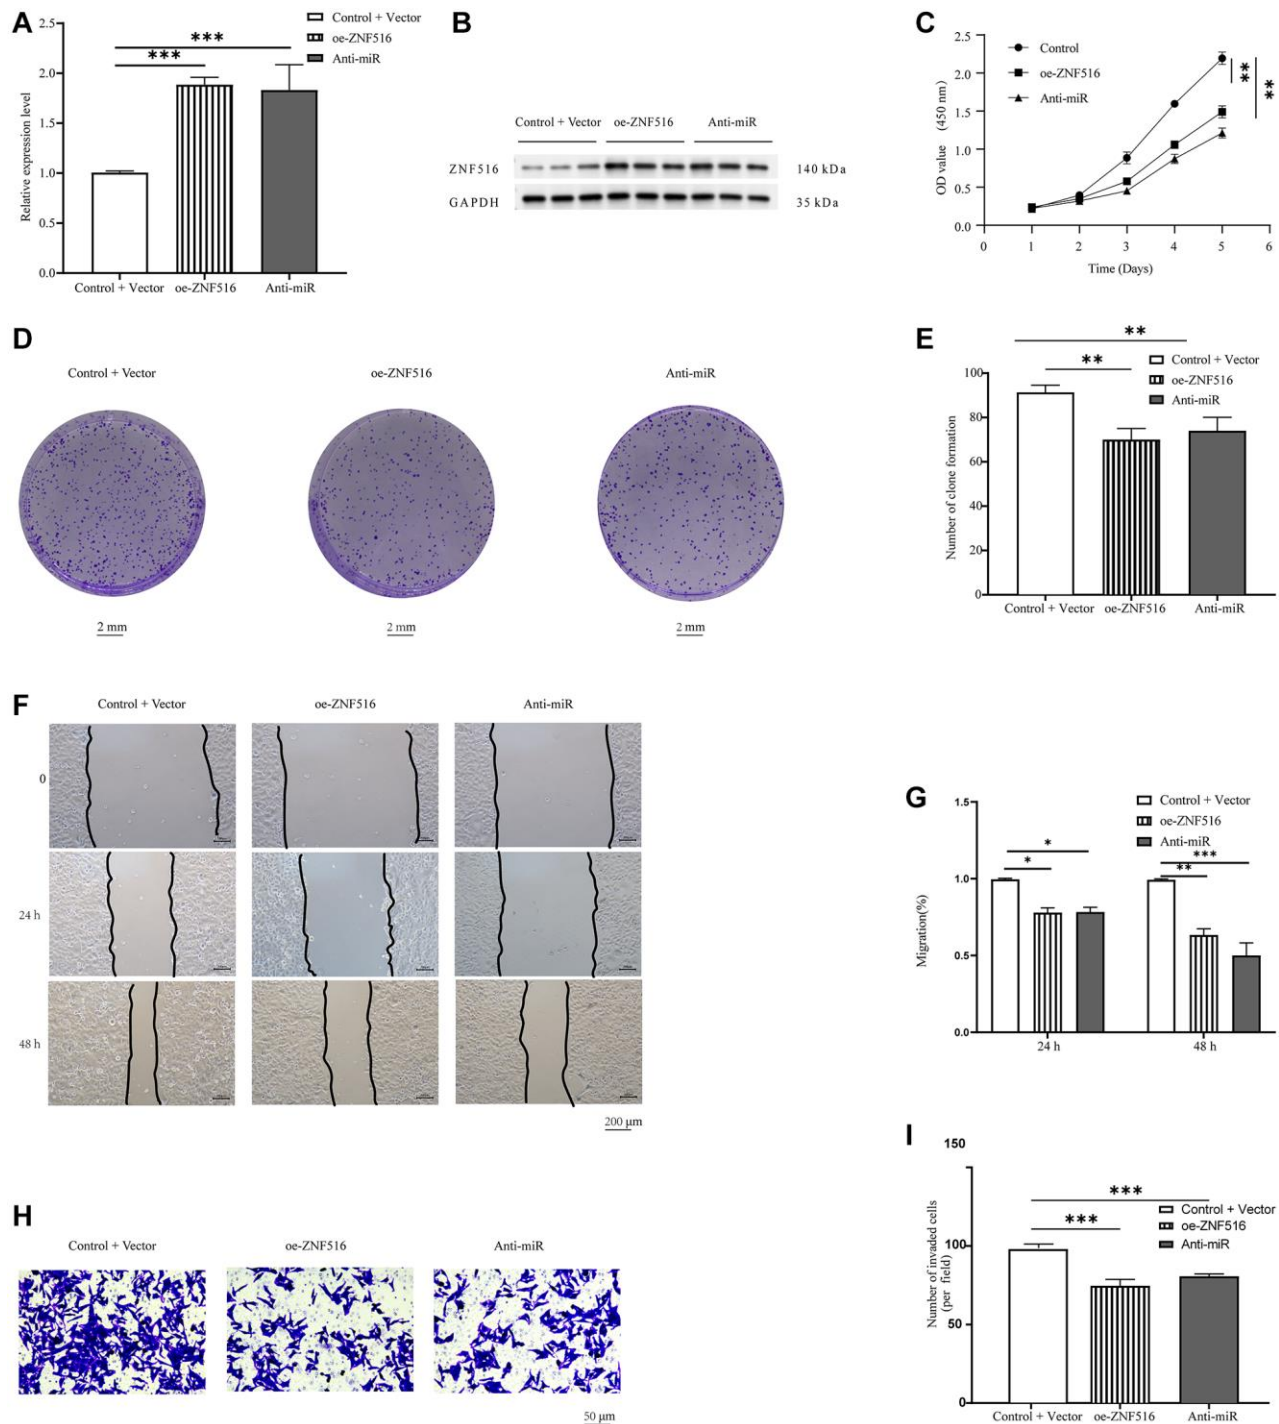 A
2.5
2.0
1.5
1.0
0.5
0.0
Relative expression level
***
***
Control + Vector
oe-ZNF516
Anti-miR
Control + Vector oe-ZNF516 Anti-miR
B
Control + Vector oe-ZNF516 Anti-miR
ZNF516 140 kDa
GAPDH 35 kDa
C
2.5
2.0
1.5
1.0
0.5
0.0
OD value (450 nm)
Control
oe-ZNF516
Anti-miR
**
**
0 1 2 3 4 5 6
Time (Days)
D
Control + Vector oe-ZNF516 Anti-miR
2 mm 2 mm 2 mm
E
**
**
Control + Vector
oe-ZNF516
Anti-miR
100
80
60
40
20
0
Number of clone formation
Control + Vector oe-ZNF516 Anti-miR
F
Control + Vector oe-ZNF516 Anti-miR
0
24 h
48 h
200 μm
G
Control + Vector
oe-ZNF516
Anti-miR
1.5
1.0
0.5
0.0
Migration(%)
*
*
***
**
24 h 48 h
H
Control + Vector oe-ZNF516 Anti-miR
50 μm
I
150
100
50
0
Number of invaded cells
(per field)
***
***
Control + Vector
oe-ZNF516
Anti-miR
Control + Vector oe-ZNF516 Anti-miR